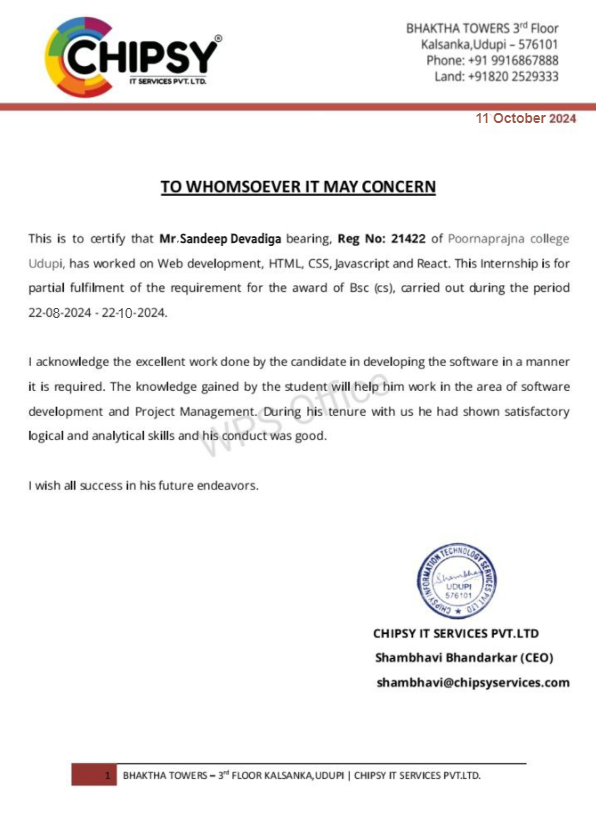 CHIPSY
IT SERVICES PVT. LTD.
BHAKTHA TOWERS 3rd Floor
Kalsanka,Udupi – 576101
Phone: +91 9916867888
Land: +91820 2529333
11 October 2024
TO WHOMSOEVER IT MAY CONCERN
This is to certify that Mr.Sandeep Devadiga bearing, Reg No: 21422 of Poornaprajna college
Udupi, has worked on Web development, HTML, CSS, Javascript and React. This Internship is for
partial fulfilment of the requirement for the award of Bsc (cs), carried out during the period
22-08-2024 - 22-10-2024.
I acknowledge the excellent work done by the candidate in developing the software in a manner
it is required. The knowledge gained by the student will help him work in the area of software
development and Project Management. During his tenure with us he had shown satisfactory
logical and analytical skills and his conduct was good.
WPS Office
I wish all success in his future endeavors.
CHIPSY INFORMATION TECHNOLOGY SERVICES PVT LTD
Shambhavi
UDUPI
576101
CHIPSY IT SERVICES PVT.LTD
Shambhavi Bhandarkar (CEO)
shambhavi@chipsyservices.com
1 BHAKTHA TOWERS – 3rd FLOOR KALSANKA,UDUPI | CHIPSY IT SERVICES PVT.LTD.